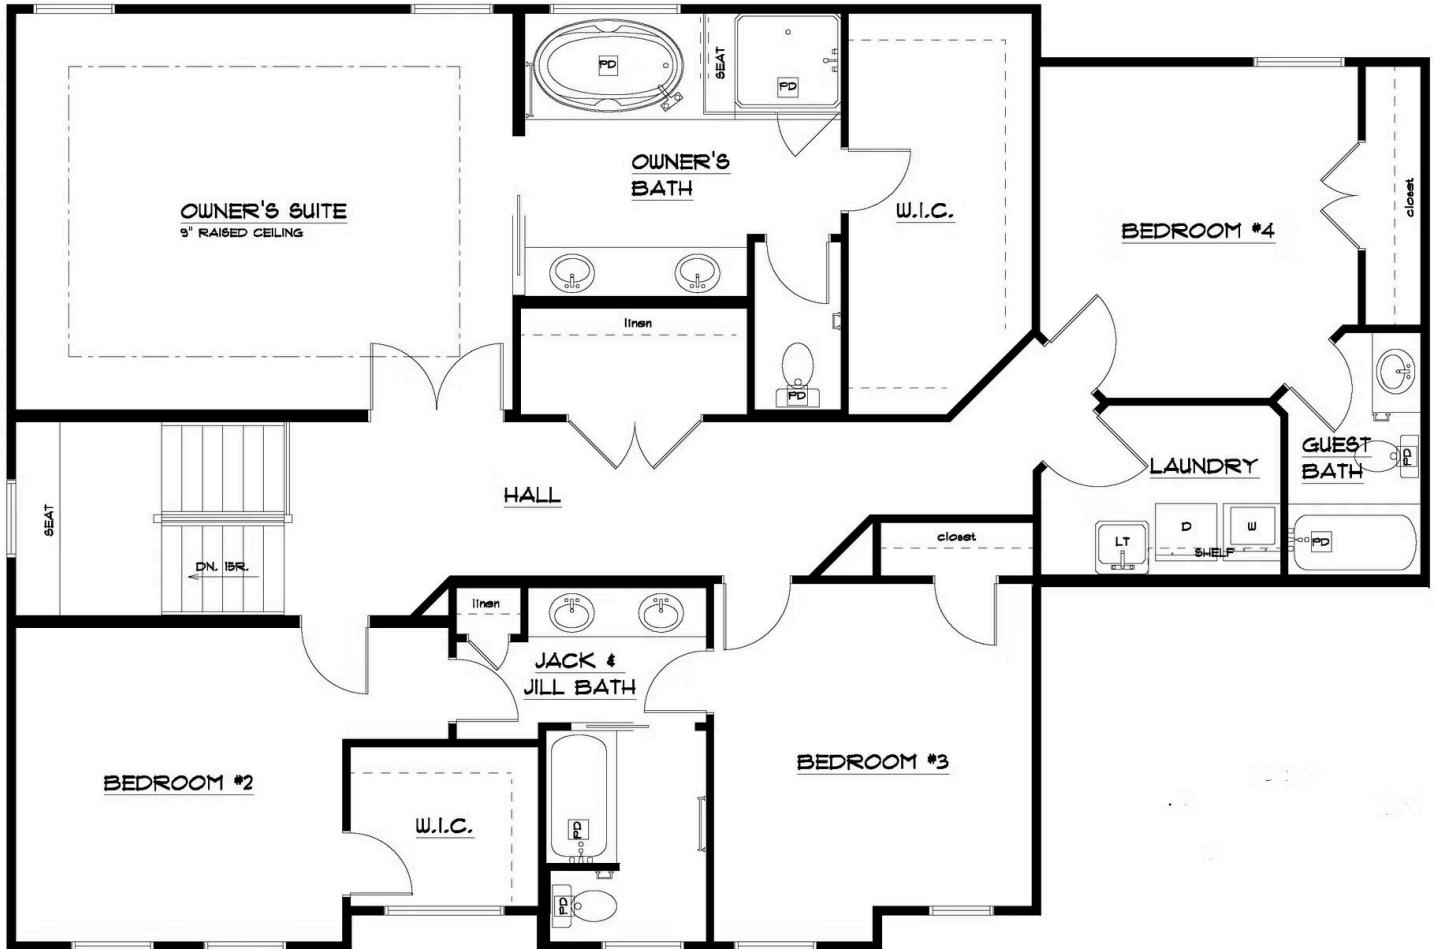 PD
SEAT
PD
OWNER'S
BATH
OWNER'S SUITE
9" RAISED CEILING
W.I.C.
closet
BEDROOM #4
linen
PD
GUEST
BATH
PD
LAUNDRY
HALL
SEAT
DN. 15R.
closet
LT
D
W
SHELF
PD
linen
JACK &
JILL BATH
BEDROOM #2
BEDROOM #3
W.I.C.
PD
PD